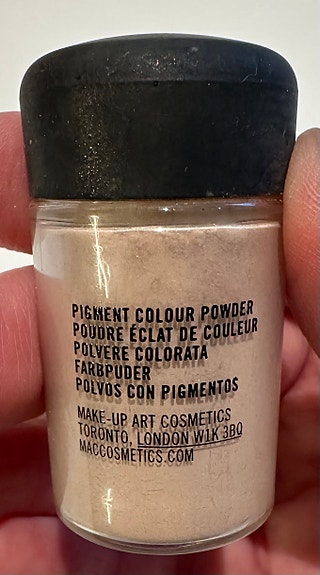 PIGMENT COLOUR POWDER
POUDRE ÉCLAT DE COULEUR
POLVERE COLORATA
FARBPUDER
POLVOS CON PIGMENTOS
MAKE-UP ART COSMETICS
TORONTO, LONDON W1K 3BQ
MACCOSMETICS.COM